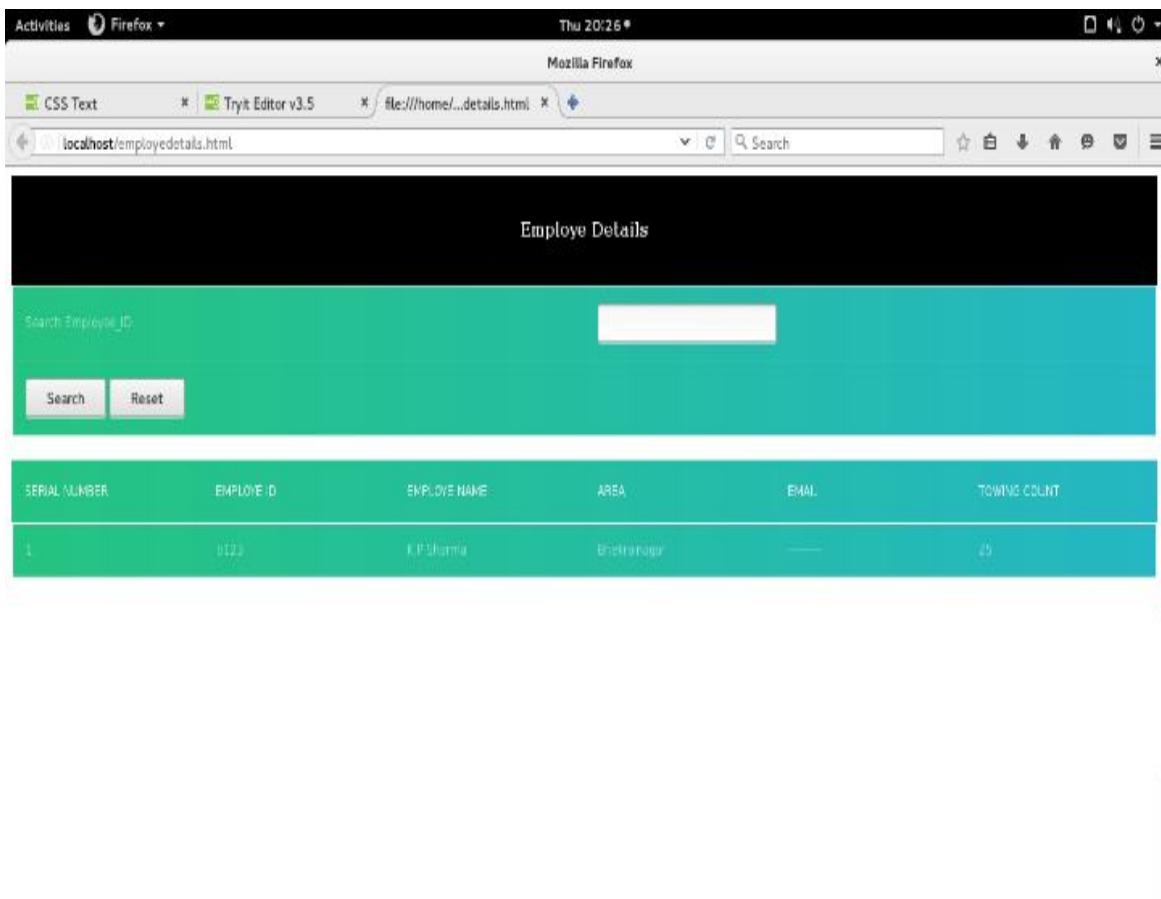 Activities Firefox Thu 20:26
Mozilla Firefox
CSS Text Tryit Editor v3.5 file:///home/...details.html
localhost/employedetails.html Search
Employe Details
Search Employee_ID
Search Reset
SERIAL NUMBER EMPLOYE ID EMPLOYE NAME AREA EMAIL TOWING COUNT
1 K.P.Sharma ------- 25